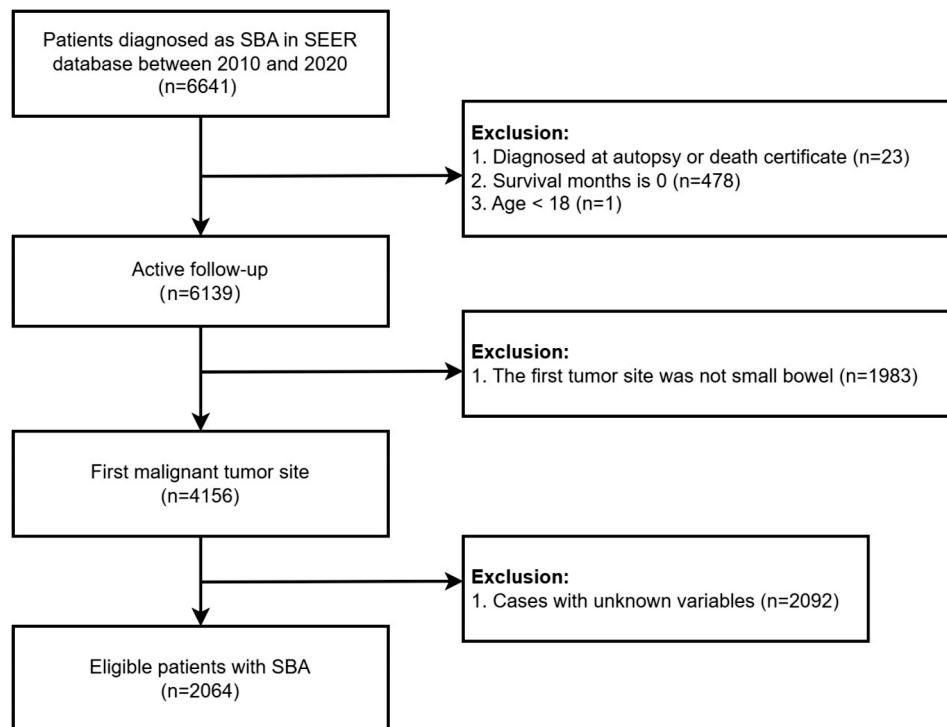 Patients diagnosed as SBA in SEER
database between 2010 and 2020
(n=6641)
Exclusion:
1. Diagnosed at autopsy or death certificate (n=23)
2. Survival months is 0 (n=478)
3. Age < 18 (n=1)
Active follow-up
(n=6139)
Exclusion:
1. The first tumor site was not small bowel (n=1983)
First malignant tumor site
(n=4156)
Exclusion:
1. Cases with unknown variables (n=2092)
Eligible patients with SBA
(n=2064)